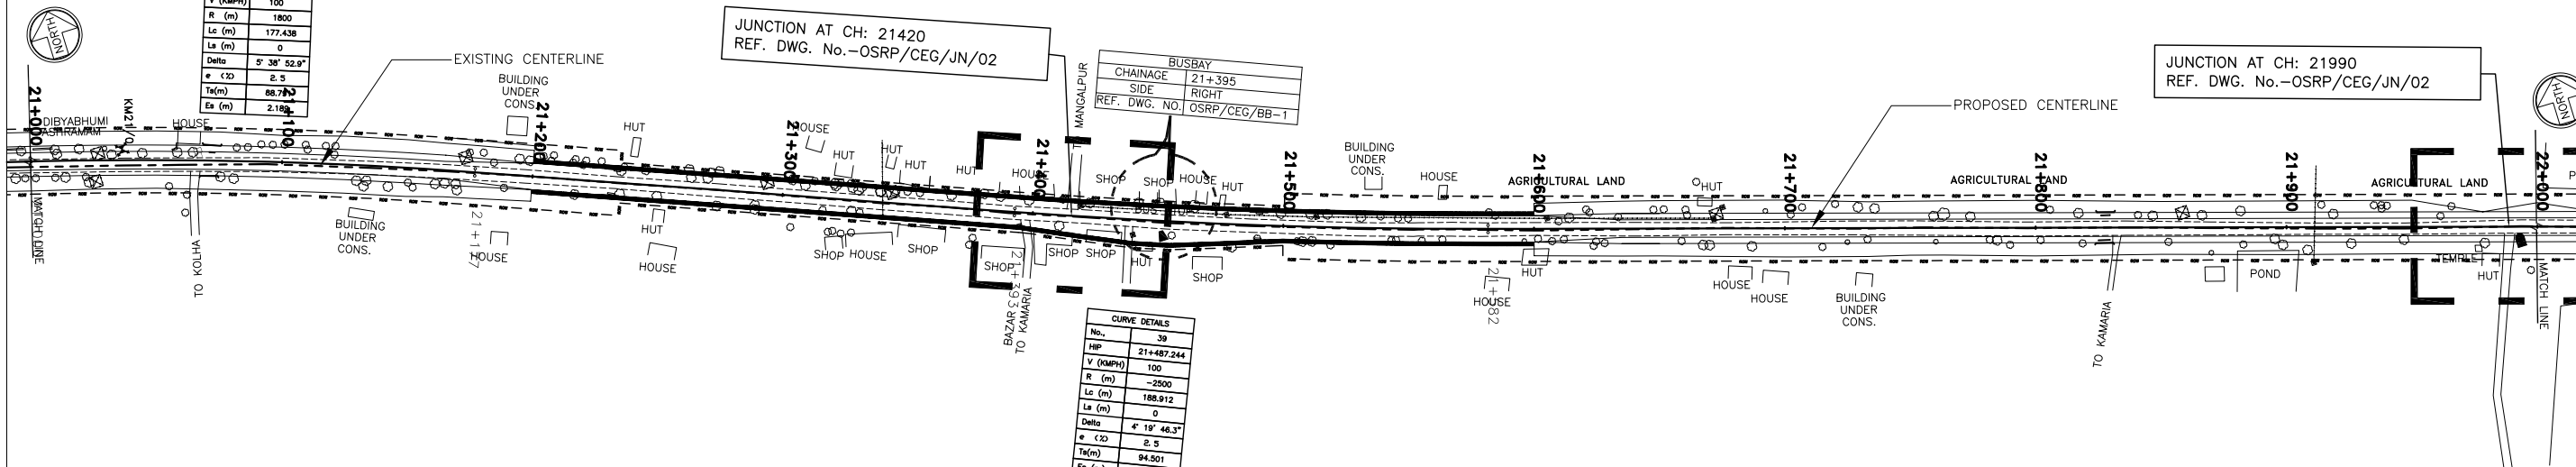 NORTH
V (KMPH) 100
R (m) 1800
Lc (m) 177.438
Ls (m) 0
Delta 5° 38' 52.9"
e (%) 2.5
Ts(m)
Es (m)
EXISTING CENTERLINE
JUNCTION AT CH: 21420
REF. DWG. No.-OSRP/CEG/JN/02
BUSBAY
CHAINAGE 21+395
SIDE RIGHT
REF. DWG. NO. OSRP/CEG/BB-1
PROPOSED CENTERLINE
JUNCTION AT CH: 21990
REF. DWG. No.-OSRP/CEG/JN/02
NORTH
21+000
DIBYABHUMI
ASHRAMAM
HOUSE
21+100
BUILDING
UNDER
CONS.
21+200
HUT
21+300
HOUSE
HUT
HUT
HUT
HUT
HOUSE
21+400
TO MANGALPUR
SHOP
SHOP
HOUSE
HUT
21+500
BUILDING
UNDER
CONS.
HOUSE
AGRICULTURAL LAND
21+600
HUT
21+700
AGRICULTURAL LAND
21+800
21+900
AGRICULTURAL LAND
22+000
MATCH LINE
TO KOLHA
BUILDING
UNDER
CONS.
HOUSE
HUT
HOUSE
SHOP
HOUSE
SHOP
SHOP
21+393
BAZAR
TO KAMARIA
SHOP
SHOP
HUT
SHOP
HOUSE
HUT
HOUSE
HOUSE
BUILDING
UNDER
CONS.
TO KAMARIA
POND
TEMPLE
HUT
MATCH LINE
CURVE DETAILS
No., 39
HIP 21+487.244
V (KMPH) 100
R (m) -2500
Lc (m) 188.912
Ls (m) 0
Delta 4° 19' 46.3"
e (%) 2.5
Ts(m) 94.501